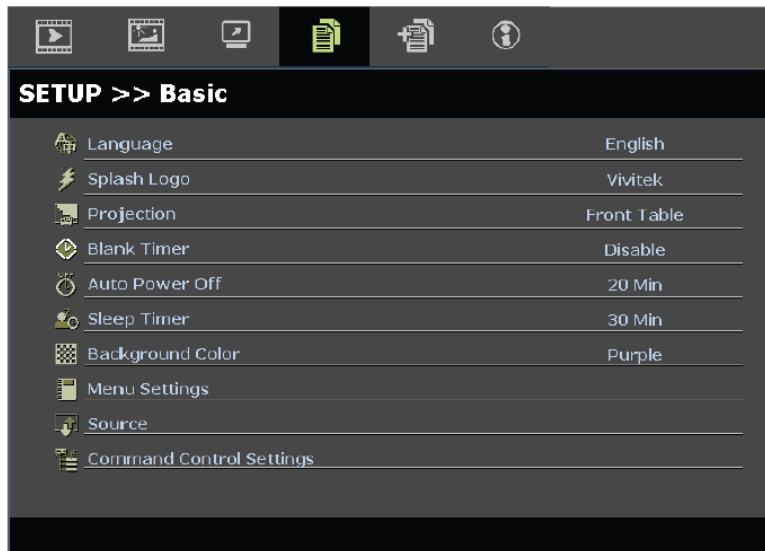 SETUP >> Basic
Language English
Splash Logo Vivitek
Projection Front Table
Blank Timer Disable
Auto Power Off 20 Min
Sleep Timer 30 Min
Background Color Purple
Menu Settings
Source
Command Control Settings